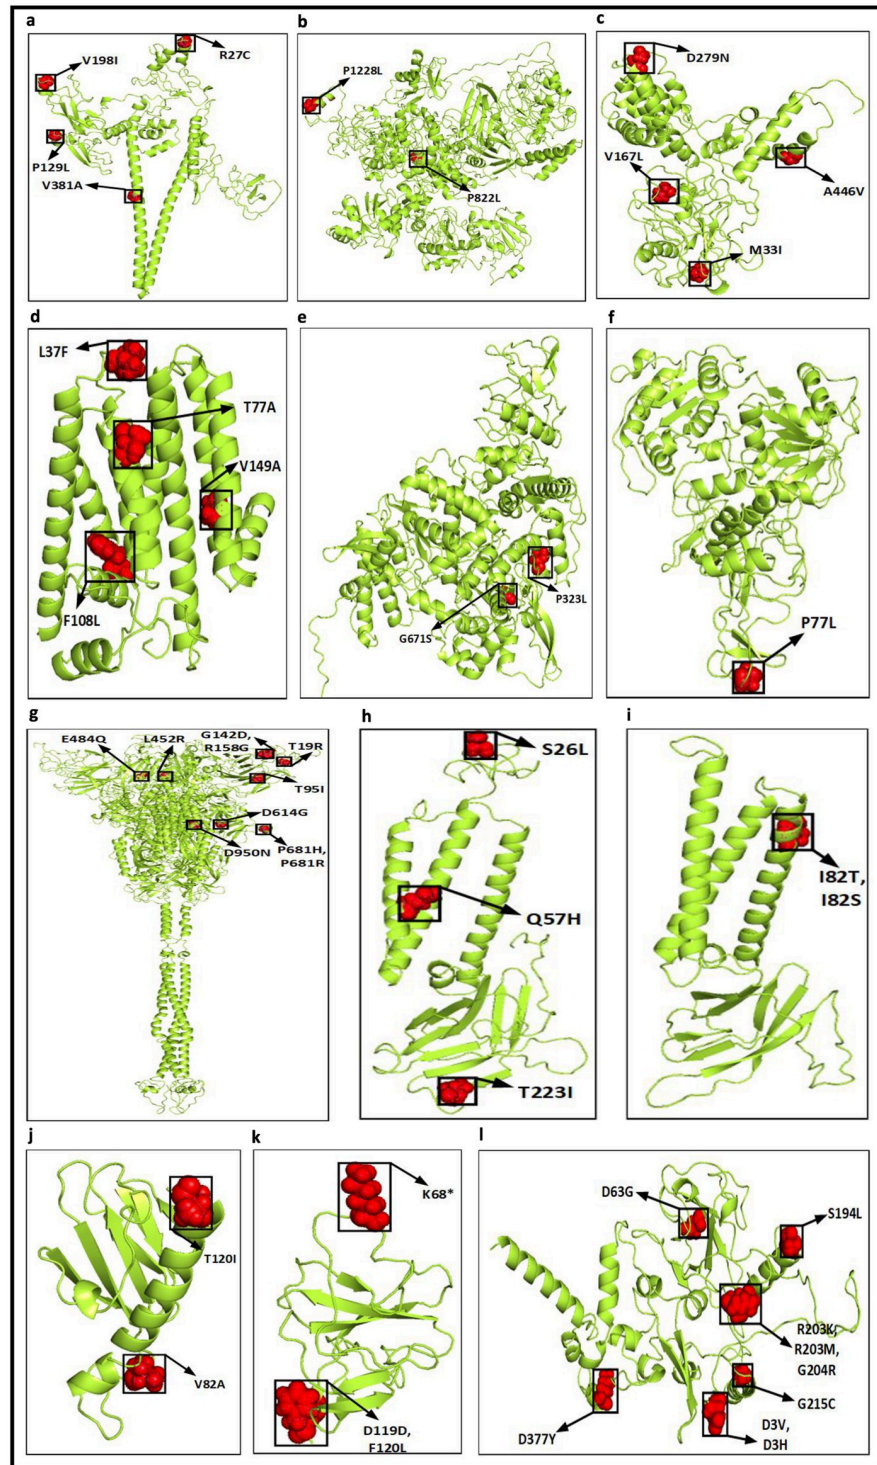 a
V198I
R27C
P129L
V381A
b
P1228L
P822L
c
D279N
V167L
A446V
M33I
d
L37F
T77A
V149A
F108L
e
G671S
P323L
f
P77L
g
E484Q
L452R
G142D,
R158G
T19R
T95I
D614G
D950N
P681H,
P681R
h
S26L
Q57H
T223I
i
I82T,
I82S
j
T120I
V82A
k
K68*
D119D,
F120L
l
D63G
S194L
R203K,
R203M,
G204R
G215C
D377Y
D3V,
D3H